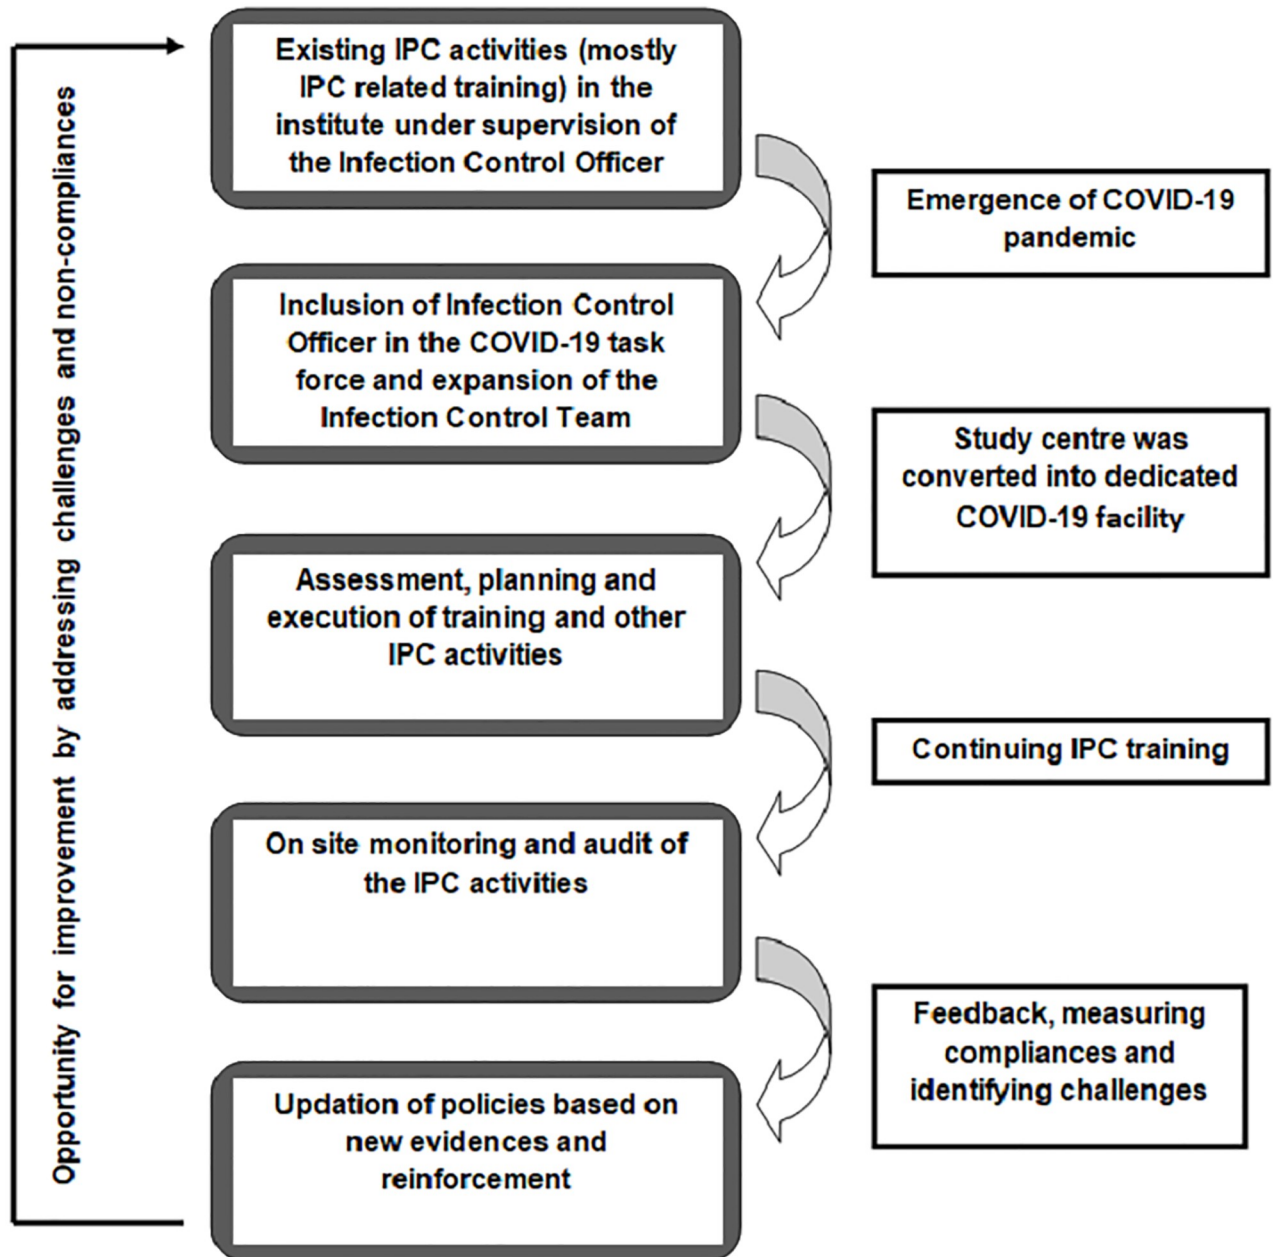 Existing IPC activities (mostly
IPC related training) in the
institute under supervision of
the Infection Control Officer
Emergence of COVID-19
pandemic
Inclusion of Infection Control
Officer in the COVID-19 task
force and expansion of the
Infection Control Team
Study centre was
converted into dedicated
COVID-19 facility
Assessment, planning and
execution of training and other
IPC activities
Continuing IPC training
On site monitoring and audit of
the IPC activities
Feedback, measuring
compliances and
identifying challenges
Updation of policies based on
new evidences and
reinforcement
Opportunity for improvement by addressing challenges and non-compliances